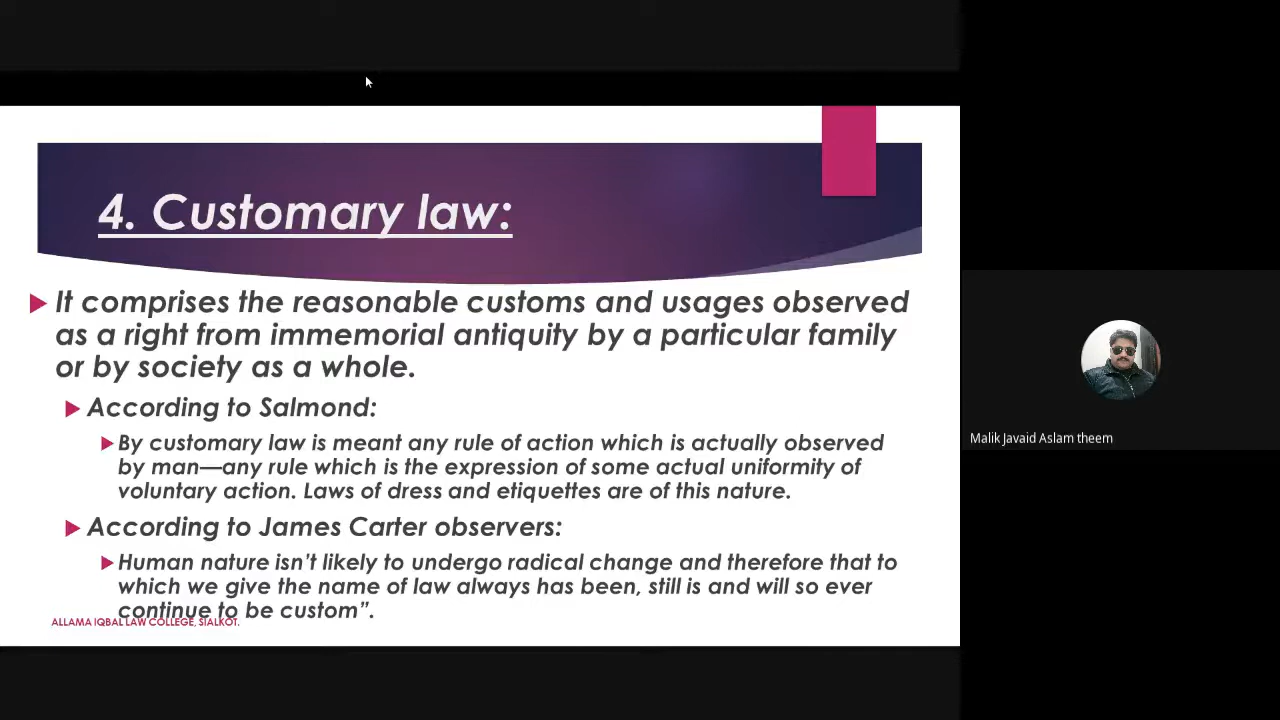 4. Customary law:
It comprises the reasonable customs and usages observed
as a right from immemorial antiquity by a particular family
or by society as a whole.
According to Salmond:
By customary law is meant any rule of action which is actually observed
by man—any rule which is the expression of some actual uniformity of
voluntary action. Laws of dress and etiquettes are of this nature.
According to James Carter observers:
Human nature isn't likely to undergo radical change and therefore that to
which we give the name of law always has been, still is and will so ever
continue to be custom”.
ALLAMA IQBAL LAW COLLEGE, SIALKOT.
Malik Javaid Aslam theem